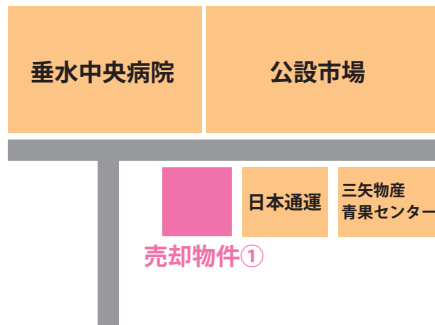 垂水中央病院
公設市場
日本通運
三矢物産
青果センター
売却物件①